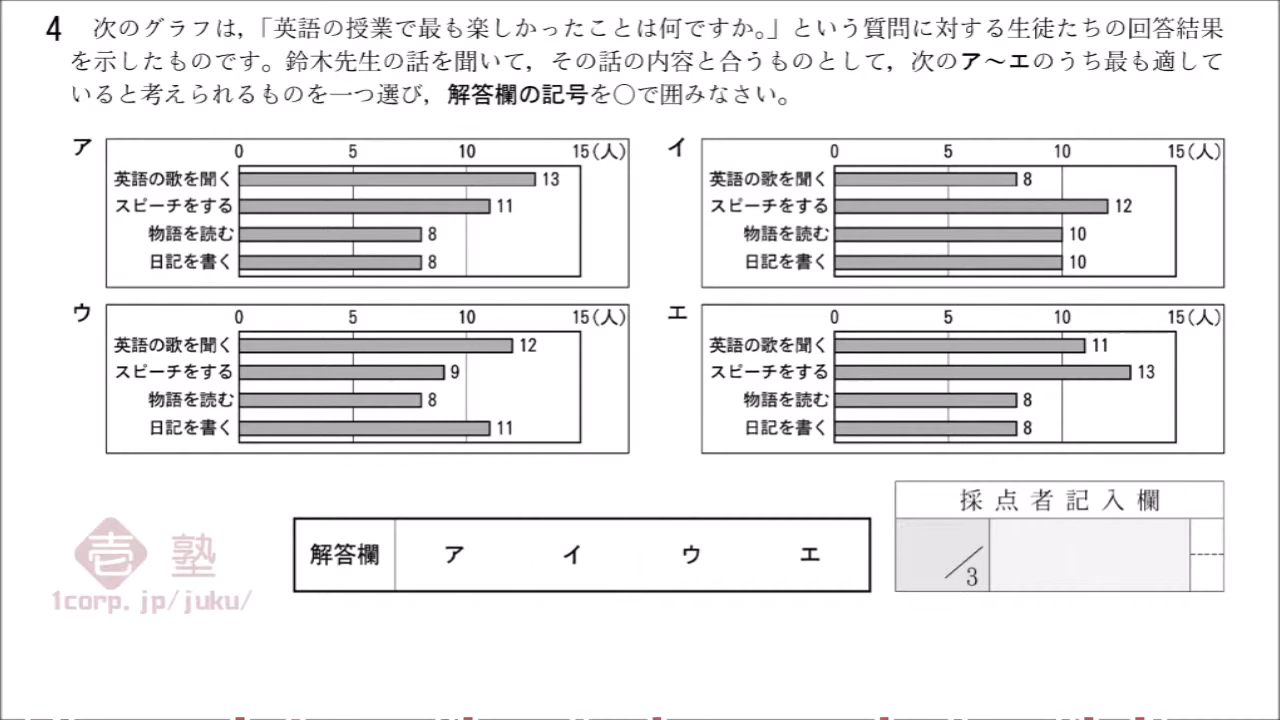 4 次のグラフは，「英語の授業で最も楽しかったことは何ですか。」という質問に対する生徒たちの回答結果
を示したものです。鈴木先生の話を聞いて，その話の内容と合うものとして，次のア～エのうち最も適して
いると考えられるものを一つ選び，解答欄の記号を○で囲みなさい。
ア
0 5 10 15(人)
英語の歌を聞く 13
スピーチをする 11
物語を読む 8
日記を書く 8
イ
0 5 10 15(人)
英語の歌を聞く 8
スピーチをする 12
物語を読む 10
日記を書く 10
ウ
0 5 10 15(人)
英語の歌を聞く 12
スピーチをする 9
物語を読む 8
日記を書く 11
エ
0 5 10 15(人)
英語の歌を聞く 11
スピーチをする 13
物語を読む 8
日記を書く 8
解答欄 ア イ ウ エ
採点者記入欄
／3
壱 塾
1corp.jp/juku/